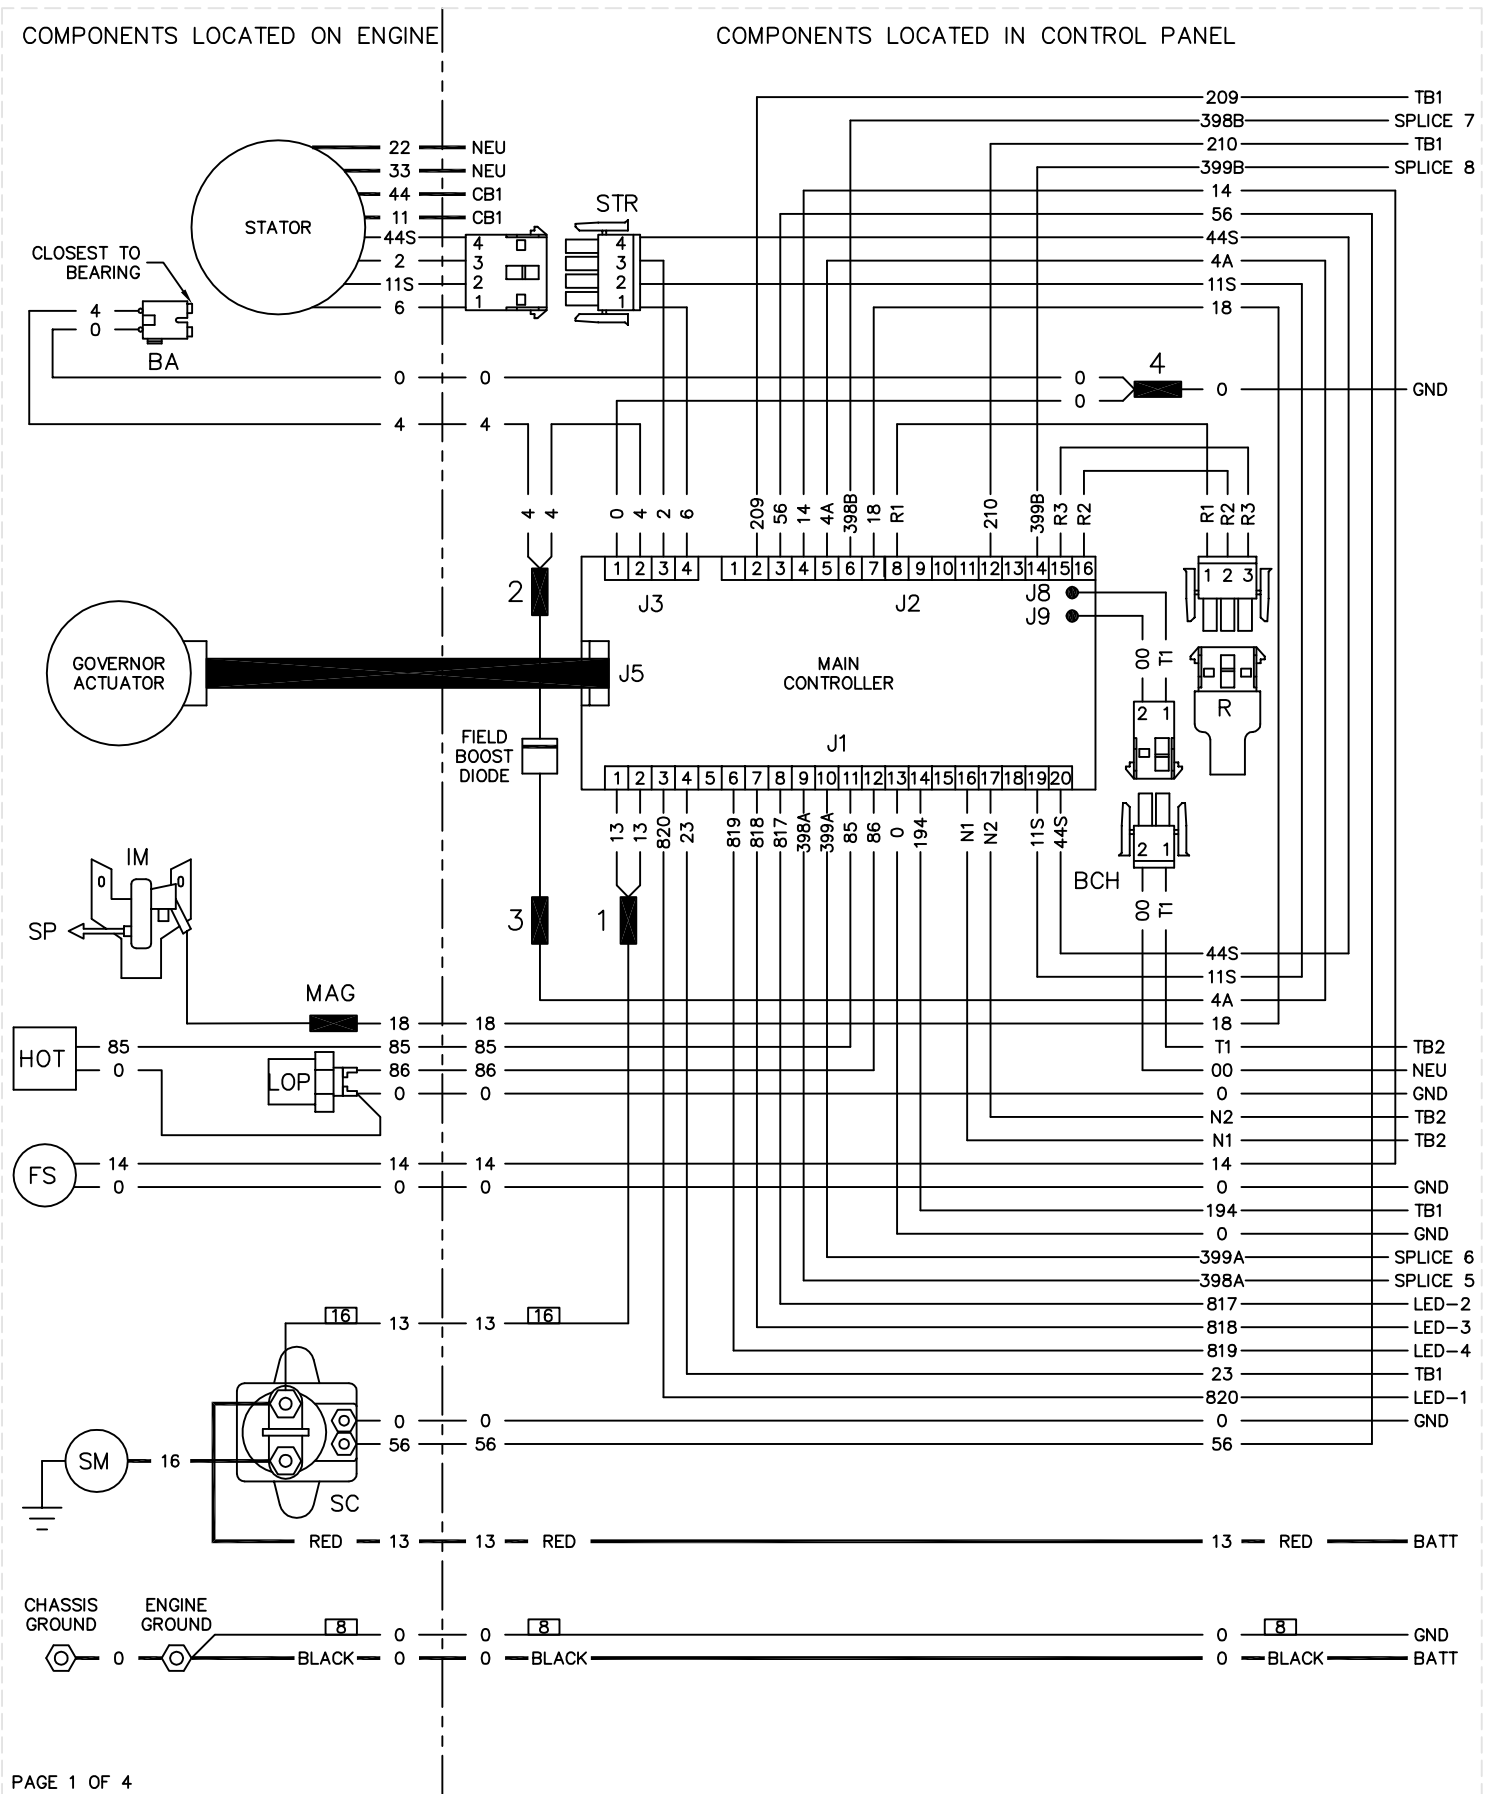 COMPONENTS LOCATED ON ENGINE
COMPONENTS LOCATED IN CONTROL PANEL
209 TB1
398B SPLICE 7
210 TB1
399B SPLICE 8
14
56
22 NEU
33 NEU
44 CB1
11 CB1
STATOR
STR
44S 4 4 44S
2 3 3 4A
11S 2 2 11S
6 1 1 18
CLOSEST TO
BEARING
4
0
BA
0 0 0 4
0 0 GND
4 4
4 4 0 4 2 6 209 56 14 4A 398B 18 R1 210 399B R3 R2 R1 R2 R3
1 2 3 4 1 2 3 4 5 6 7 8 9 10 11 12 13 14 15 16
1 2 3
2
J3
J2
J8
J9
00 T1
GOVERNOR
ACTUATOR
J5
MAIN
CONTROLLER
2 1
R
FIELD
BOOST
DIODE
J1
1 2 3 4 5 6 7 8 9 10 11 12 13 14 15 16 17 18 19 20
13 13 820 23 819 818 817 398A 399A 85 86 0 194 N1 N2 11S 44S
2 1
BCH
00 T1
IM
SP
3
1
44S
11S
4A
MAG
18 18 18
HOT
85 85 85 T1 TB2
0 86 86 00 NEU
LOP
0 0 0 GND
N2 TB2
N1 TB2
FS
14 14 14 14
0 0 0 0 GND
194 TB1
0 GND
399A SPLICE 6
398A SPLICE 5
817 LED-2
16 13 13 16 818 LED-3
819 LED-4
23 TB1
820 LED-1
0 0 0 GND
56 56 56
SM
16
SC
RED 13 13 RED 13 RED BATT
CHASSIS
GROUND
ENGINE
GROUND
8 0 0 8 0 8 GND
0 BLACK 0 0 BLACK 0 BLACK BATT
PAGE 1 OF 4